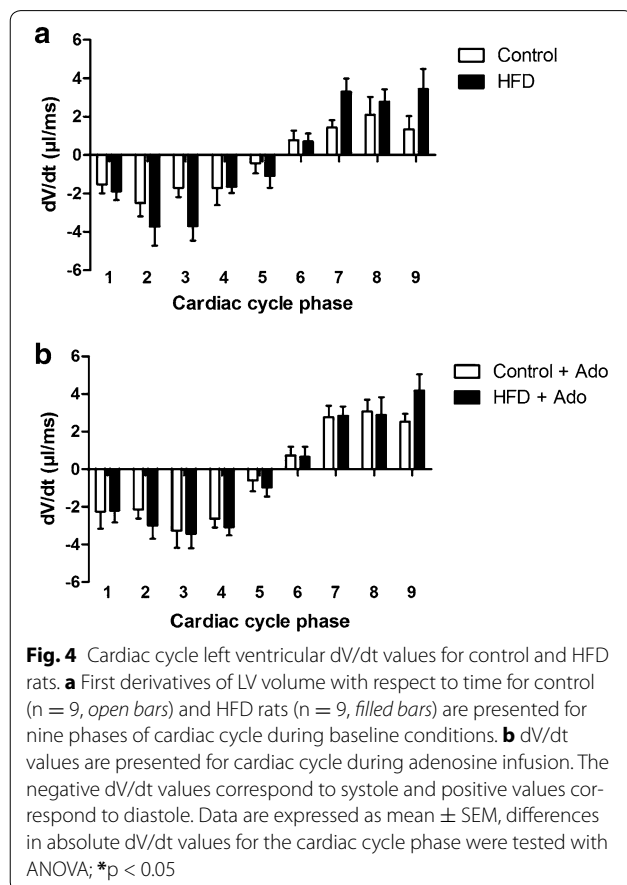 a
6
4
2
0
-2
-4
-6
dV/dt (µl/ms)
Control
HFD
1 2 3 4 5 6 7 8 9
Cardiac cycle phase
b
6
4
2
0
-2
-4
-6
dV/dt (µl/ms)
Control + Ado
HFD + Ado
1 2 3 4 5 6 7 8 9
Cardiac cycle phase
Fig. 4 Cardiac cycle left ventricular dV/dt values for control and HFD
rats. a First derivatives of LV volume with respect to time for control
(n = 9, open bars) and HFD rats (n = 9, filled bars) are presented for
nine phases of cardiac cycle during baseline conditions. b dV/dt
values are presented for cardiac cycle during adenosine infusion. The
negative dV/dt values correspond to systole and positive values cor-
respond to diastole. Data are expressed as mean ± SEM, differences
in absolute dV/dt values for the cardiac cycle phase were tested with
ANOVA; *p < 0.05